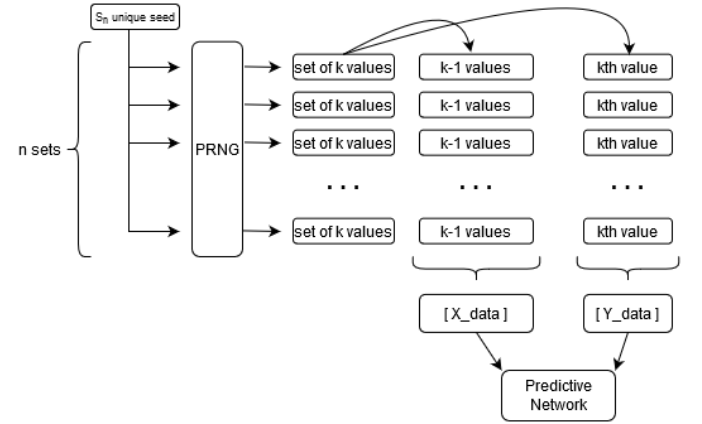 Sn unique seed
n sets
PRNG
set of k values
k-1 values
kth value
set of k values
k-1 values
kth value
set of k values
k-1 values
kth value
. . .
. . .
. . .
set of k values
k-1 values
kth value
[ X_data ]
[ Y_data ]
Predictive
Network